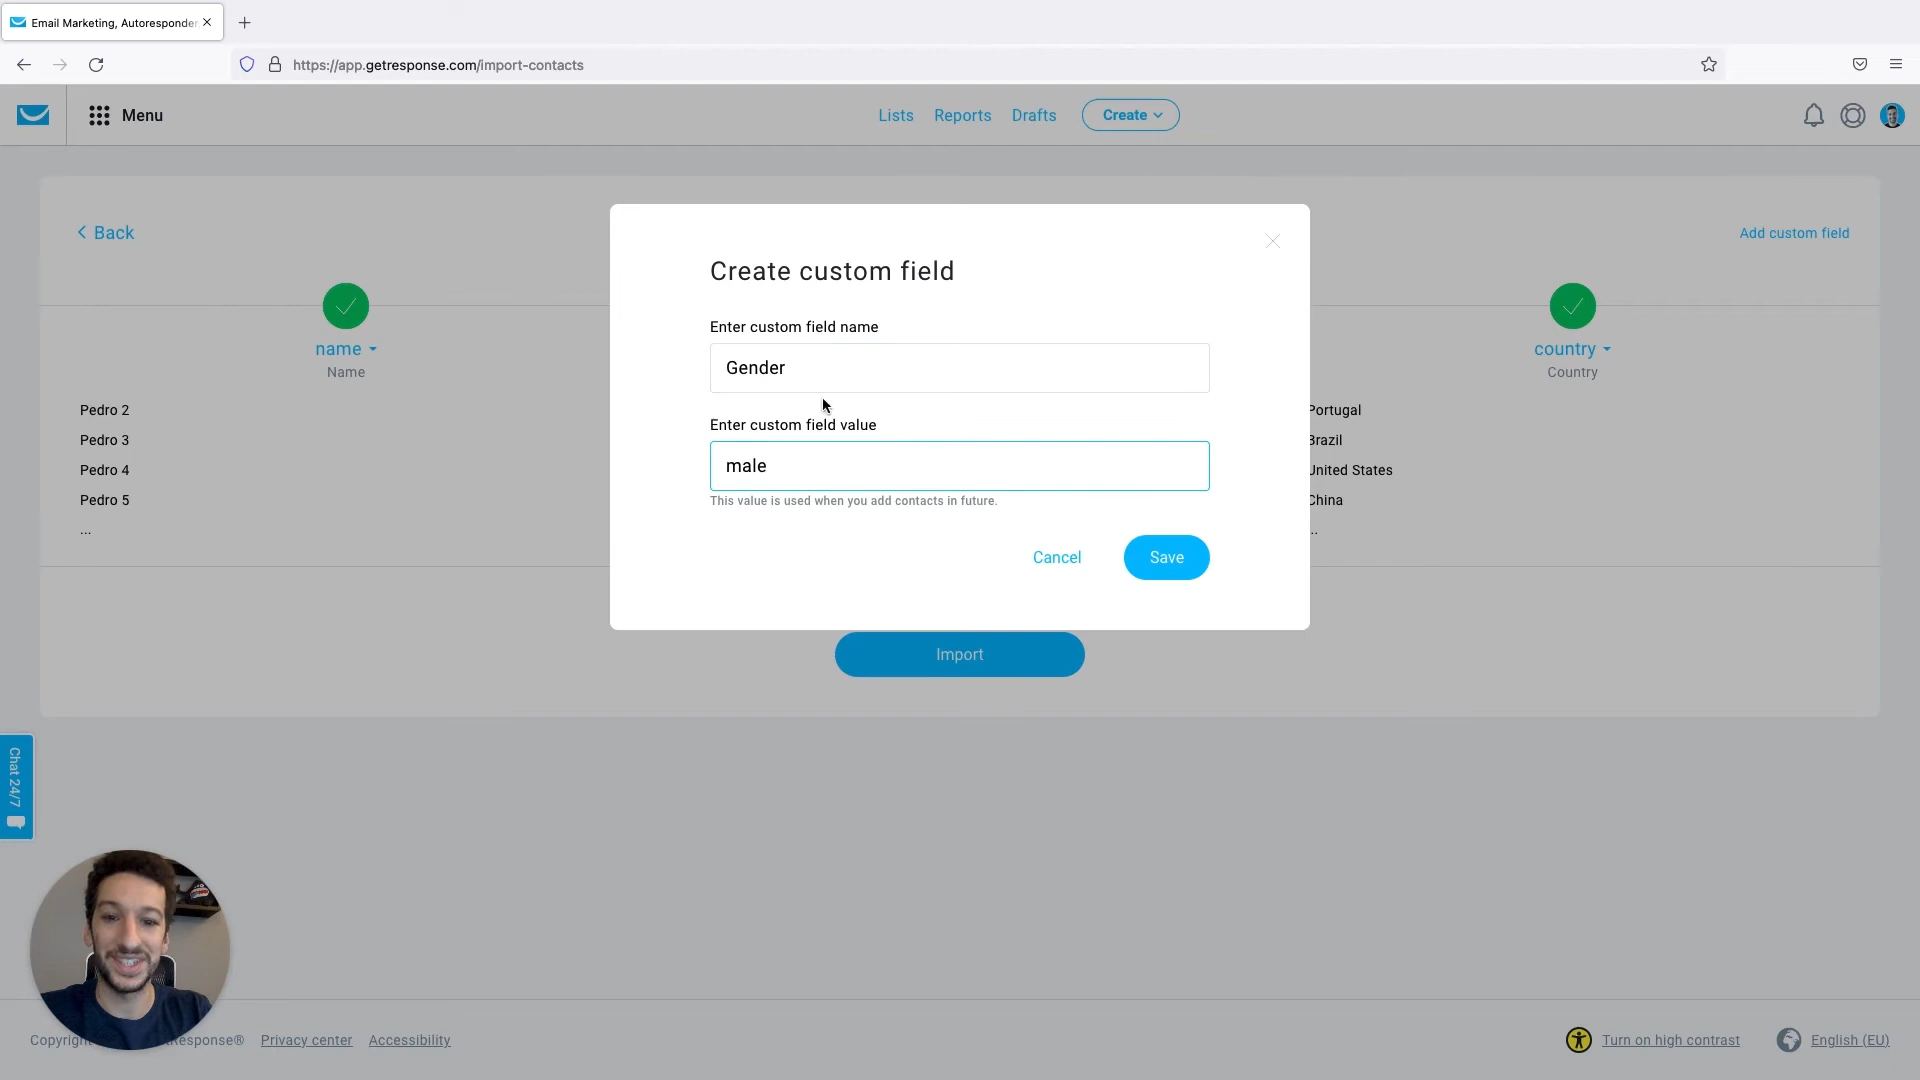 Email Marketing, Autoresponder
https://app.getresponse.com/import-contacts
Menu
Lists
Reports
Drafts
Create
Back
Add custom field
Create custom field
Enter custom field name
Gender
Enter custom field value
male
This value is used when you add contacts in future.
Cancel
Save
name
Name
Pedro 2
Pedro 3
Pedro 4
Pedro 5
...
country
Country
Portugal
Brazil
United States
China
Import
Chat 24/7
Privacy center
Accessibility
Turn on high contrast
English (EU)